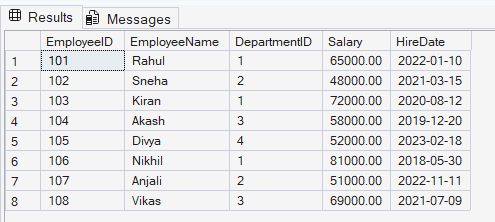 Results Messages
EmployeeID EmployeeName DepartmentID Salary HireDate
1 101 Rahul 1 65000.00 2022-01-10
2 102 Sneha 2 48000.00 2021-03-15
3 103 Kiran 1 72000.00 2020-08-12
4 104 Akash 3 58000.00 2019-12-20
5 105 Divya 4 52000.00 2023-02-18
6 106 Nikhil 1 81000.00 2018-05-30
7 107 Anjali 2 51000.00 2022-11-11
8 108 Vikas 3 69000.00 2021-07-09